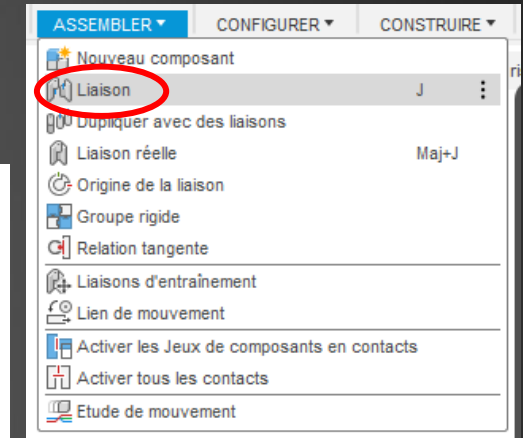 ASSEMBLER CONFIGURER CONSTRUIRE
Nouveau composant
Liaison J
Dupliquer avec des liaisons
Liaison réelle Maj+J
Origine de la liaison
Groupe rigide
Relation tangente
Liaisons d'entraînement
Lien de mouvement
Activer les Jeux de composants en contacts
Activer tous les contacts
Etude de mouvement